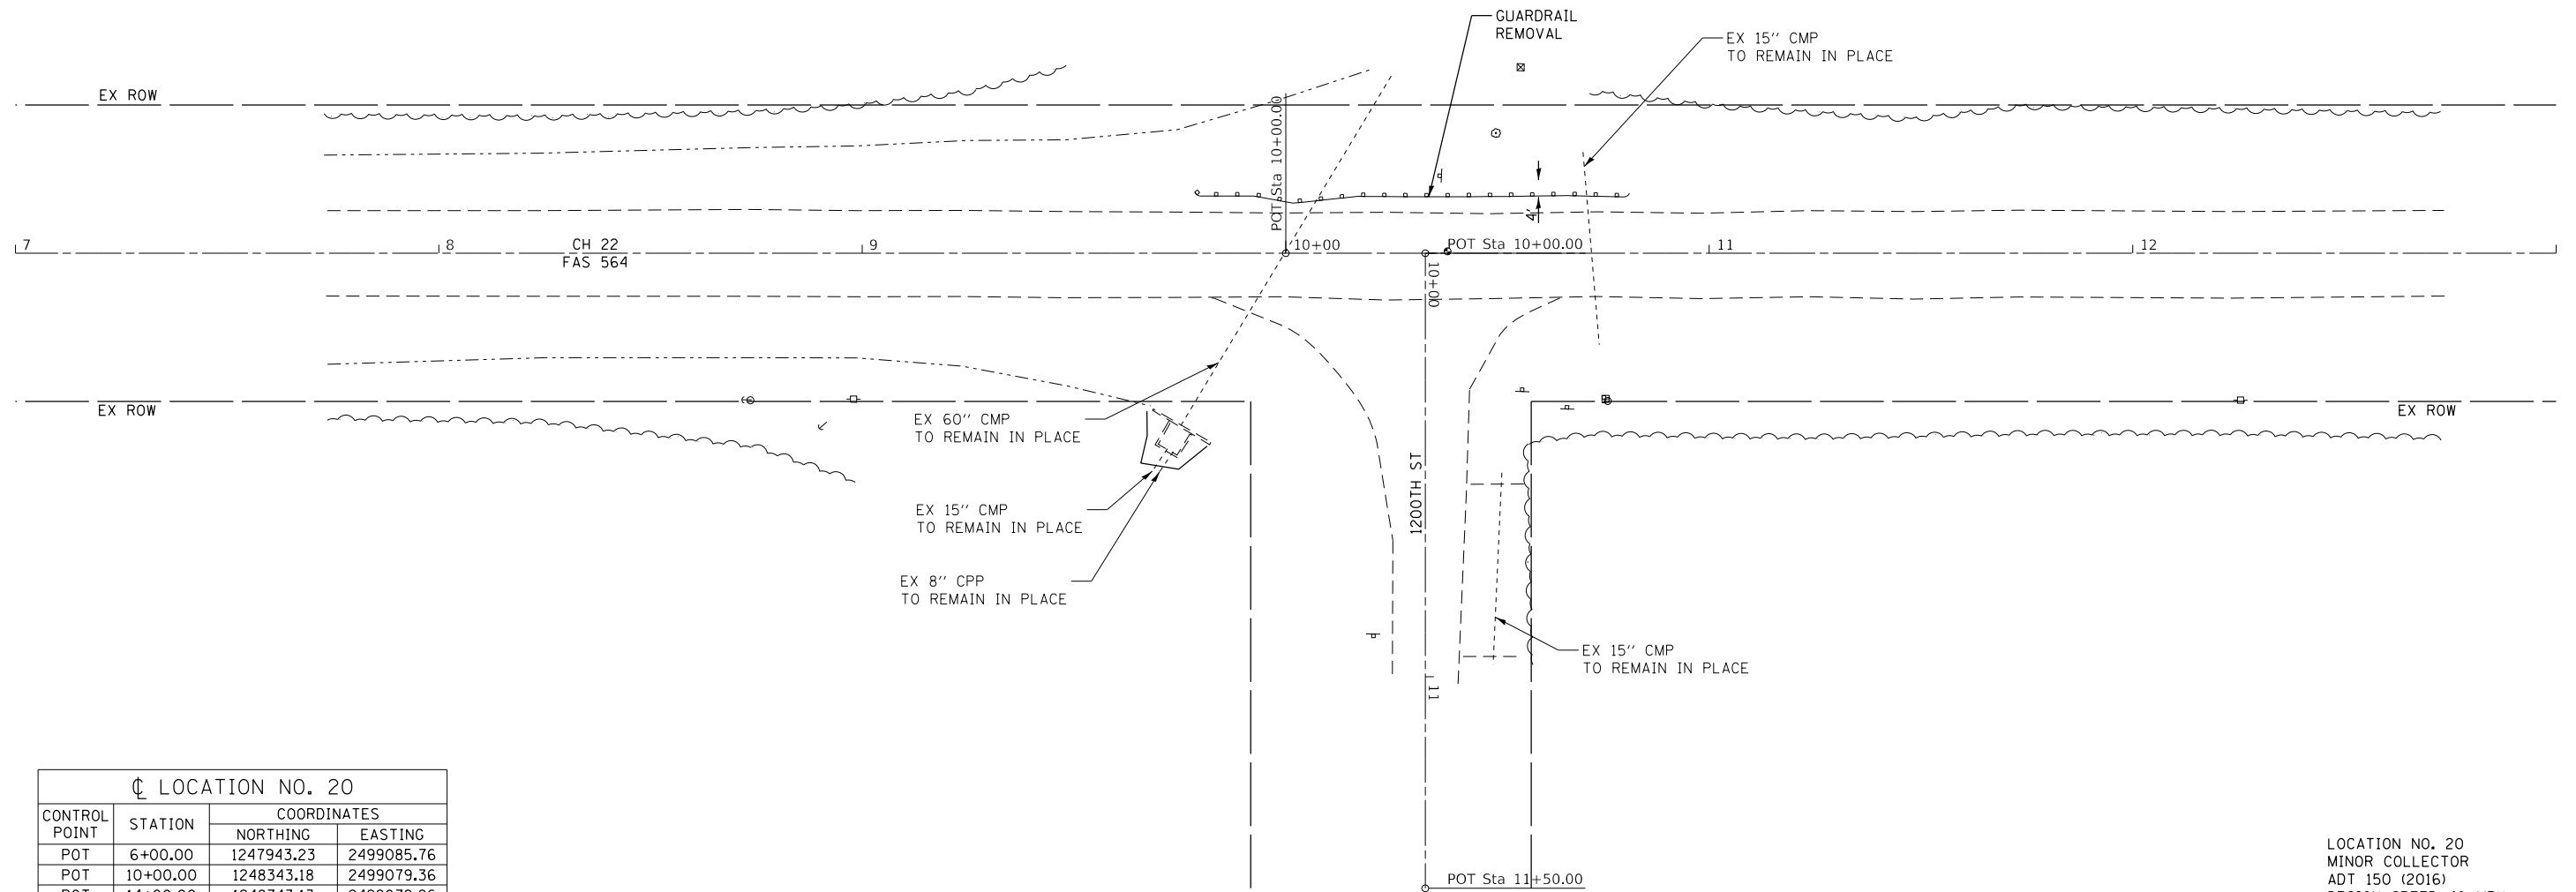 GUARDRAIL
REMOVAL
EX 15'' CMP
TO REMAIN IN PLACE
EX ROW
POT Sta 10+00.00
4'
7
8
CH 22
FAS 564
9
10+00
POT Sta 10+00.00
11
12
10+00
EX ROW
EX ROW
EX 60'' CMP
TO REMAIN IN PLACE
EX 15'' CMP
TO REMAIN IN PLACE
1200TH ST
EX 8'' CPP
TO REMAIN IN PLACE
EX 15'' CMP
TO REMAIN IN PLACE
11
POT Sta 11+50.00
℄ LOCATION NO. 20
CONTROL POINT STATION COORDINATES
NORTHING EASTING
POT 6+00.00 1247943.23 2499085.76
POT 10+00.00 1248343.18 2499079.36
LOCATION NO. 20
MINOR COLLECTOR
ADT 150 (2016)